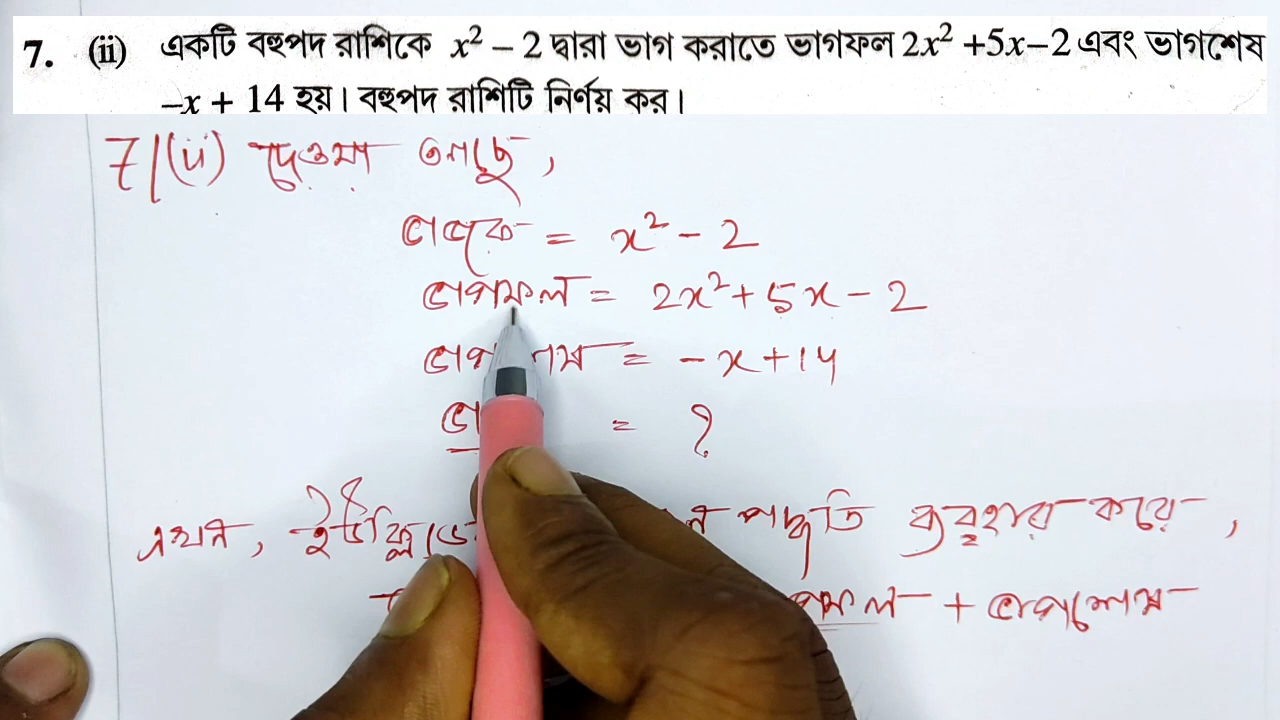 7. (ii) একটি বহুপদ রাশিকে x² – 2 দ্বারা ভাগ করাতে ভাগফল 2x² +5x–2 এবং ভাগশেষ
–x + 14 হয়। বহুপদ রাশিটি নির্ণয় কর।
7/(ii) দেওয়া আছে,
ভাজক = x² - 2
ভাগফল = 2x² + 5x - 2
= -x + 14
= ?
এখন, পদ্ধতি ব্যবহার করে,
+ ভাগশেষ